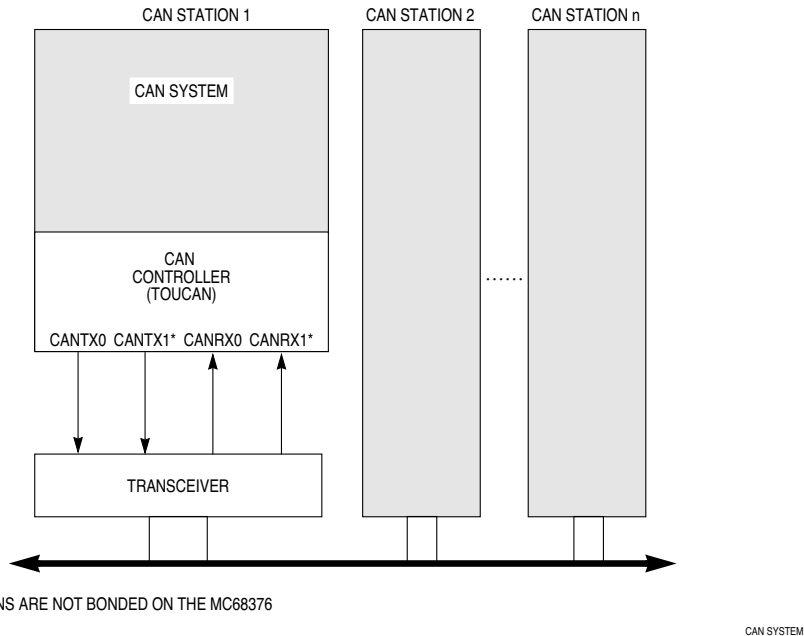 CAN STATION 1 CAN STATION 2 CAN STATION n
CAN SYSTEM
CAN
CONTROLLER
(TOUCAN)
......
CANTX0 CANTX1* CANRX0 CANRX1*
TRANSCEIVER
NS ARE NOT BONDED ON THE MC68376
CAN SYSTEM